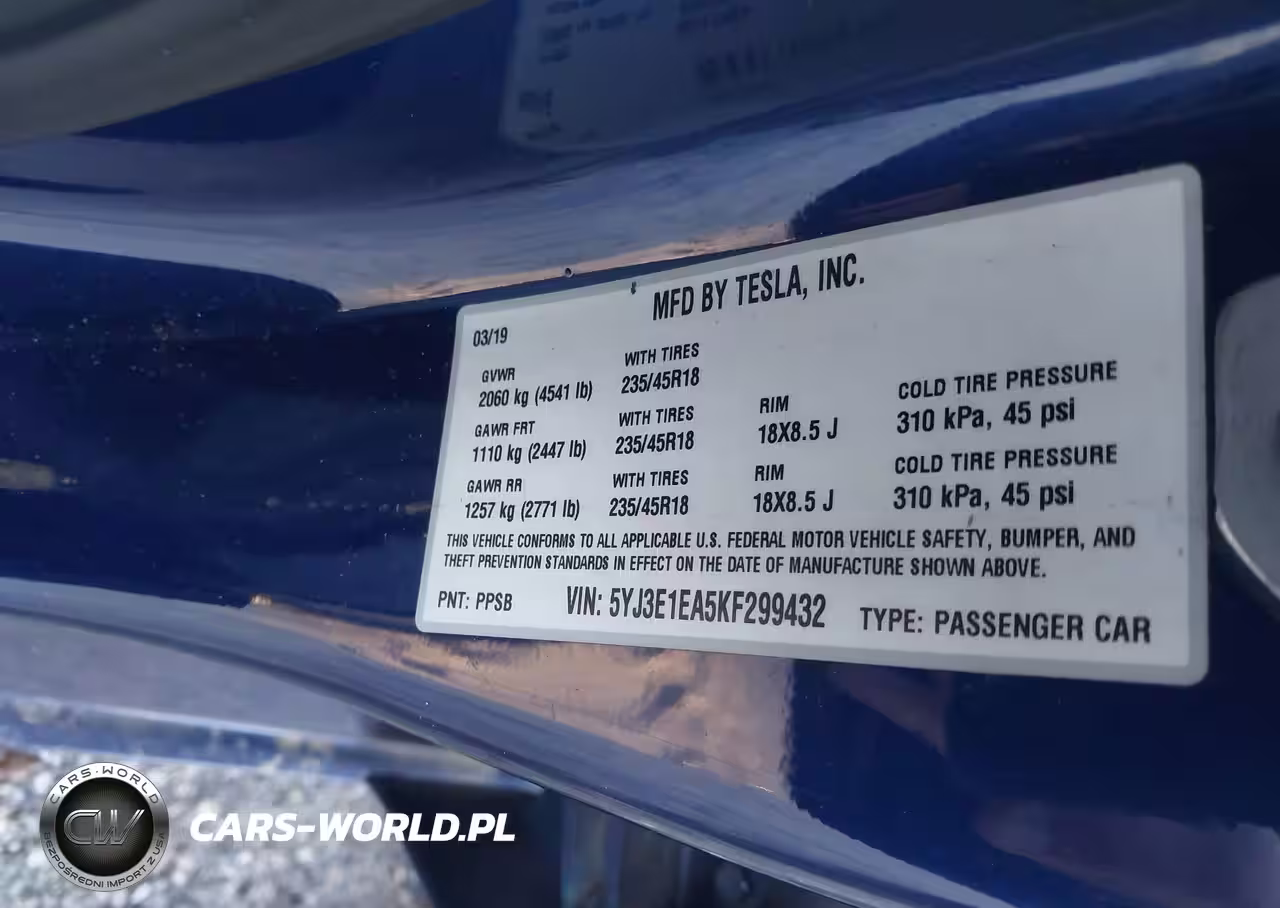 MFD BY TESLA, INC.
03/19
GVWR
2060 kg (4541 lb)
WITH TIRES
235/45R18
GAWR FRT
1110 kg (2447 lb)
WITH TIRES
235/45R18
RIM
18X8.5 J
COLD TIRE PRESSURE
310 kPa, 45 psi
GAWR RR
1257 kg (2771 lb)
WITH TIRES
235/45R18
RIM
18X8.5 J
COLD TIRE PRESSURE
310 kPa, 45 psi
THIS VEHICLE CONFORMS TO ALL APPLICABLE U.S. FEDERAL MOTOR VEHICLE SAFETY, BUMPER, AND
THEFT PREVENTION STANDARDS IN EFFECT ON THE DATE OF MANUFACTURE SHOWN ABOVE.
PNT: PPSB VIN: 5YJ3E1EA5KF299432 TYPE: PASSENGER CAR
CARS-WORLD
CW
BEZPOŚREDNI IMPORT Z USA
CARS-WORLD.PL